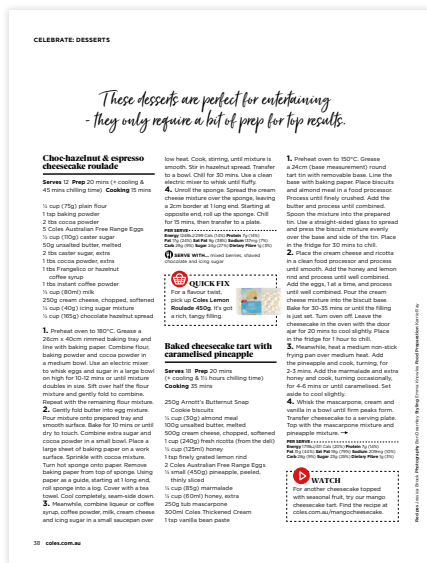 CELEBRATE: DESSERTS
These desserts are perfect for entertaining
- they only require a bit of prep for top results.
Choc-hazelnut & espresso
cheesecake roulade
Serves 12 Prep 20 mins (+ cooling &
45 mins chilling time) Cooking 15 mins
½ cup (75g) plain flour
1 tsp baking powder
2 tbs cocoa powder
5 Coles Australian Free Range Eggs
½ cup (110g) caster sugar
50g unsalted butter, melted
2 tbs caster sugar, extra
1 tbs cocoa powder, extra
1 tbs Frangelico or hazelnut
coffee syrup
1 tbs instant coffee powder
⅓ cup (80ml) milk
250g cream cheese, chopped, softened
¼ cup (40g) icing sugar mixture
½ cup (165g) chocolate hazelnut spread
1. Preheat oven to 180°C. Grease a
26cm x 40cm rimmed baking tray and
line with baking paper. Combine flour,
baking powder and cocoa powder in
a medium bowl. Use an electric mixer
to whisk eggs and sugar in a large bowl
on high for 10-12 mins or until mixture
doubles in size. Sift over half the flour
mixture and gently fold to combine.
Repeat with the remaining flour mixture.
2. Gently fold butter into egg mixture.
Pour mixture onto prepared tray and
smooth surface. Bake for 10 mins or until
dry to touch. Combine extra sugar and
cocoa powder in a small bowl. Place a
large sheet of baking paper on a work
surface. Sprinkle with cocoa mixture.
Turn hot sponge onto paper. Remove
baking paper from top of sponge. Using
paper as a guide, starting at 1 long end,
roll sponge into a log. Cover with a tea
towel. Cool completely, seam-side down.
3. Meanwhile, combine liqueur or coffee
syrup, coffee powder, milk, cream cheese
and icing sugar in a small saucepan over
low heat. Cook, stirring, until mixture is
smooth. Stir in hazelnut spread. Transfer
to a bowl. Chill for 30 mins. Use a clean
electric mixer to whisk until fluffy.
4. Unroll the sponge. Spread the cream
cheese mixture over the sponge, leaving
a 2cm border at 1 long end. Starting at
opposite end, roll up the sponge. Chill
for 15 mins, then transfer to a plate.
PER SERVE
SERVE WITH... mixed berries, shaved
chocolate and icing sugar
QUICK FIX
For a flavour twist,
pick up Coles Lemon
Roulade 450g. It's got
a rich, tangy filling.
Baked cheesecake tart with
caramelised pineapple
Serves 18 Prep 20 mins
(+ cooling & 1½ hours chilling time)
Cooking 35 mins
250g Arnott's Butternut Snap
Cookie biscuits
¼ cup (30g) almond meal
100g unsalted butter, melted
500g cream cheese, chopped, softened
1 cup (240g) fresh ricotta (from the deli)
½ cup (125ml) honey
1 tsp finely grated lemon rind
2 Coles Australian Free Range Eggs
½ small (450g) pineapple, peeled,
thinly sliced
¼ cup (85g) marmalade
¼ cup (60ml) honey, extra
250g tub mascarpone
300ml Coles Thickened Cream
1 tsp vanilla bean paste
1. Preheat oven to 150°C. Grease
a 24cm (base measurement) round
tart tin with removable base. Line the
base with baking paper. Place biscuits
and almond meal in a food processor.
Process until finely crushed. Add the
butter and process until combined.
Spoon the mixture into the prepared
tin. Use a straight-sided glass to spread
and press the biscuit mixture evenly
over the base and side of the tin. Place
in the fridge for 30 mins to chill.
2. Place the cream cheese and ricotta
in a clean food processor and process
until smooth. Add the honey and lemon
rind and process until well combined.
Add the eggs, 1 at a time, and process
until well combined. Pour the cream
cheese mixture into the biscuit base.
Bake for 30-35 mins or until the filling
is just set. Turn oven off. Leave the
cheesecake in the oven with the door
ajar for 20 mins to cool slightly. Place
in the fridge for 1 hour to chill.
3. Meanwhile, heat a medium non-stick
frying pan over medium heat. Add
the pineapple and cook, turning, for
2-3 mins. Add the marmalade and extra
honey and cook, turning occasionally,
for 4-6 mins or until caramelised. Set
aside to cool slightly.
4. Whisk the mascarpone, cream and
vanilla in a bowl until firm peaks form.
Transfer cheesecake to a serving plate.
Top with the mascarpone mixture and
pineapple mixture.
PER SERVE
WATCH
For another cheesecake topped
with seasonal fruit, try our mango
cheesecake tart. Find the recipe at
coles.com.au/mangocheesecake.
38 coles.com.au